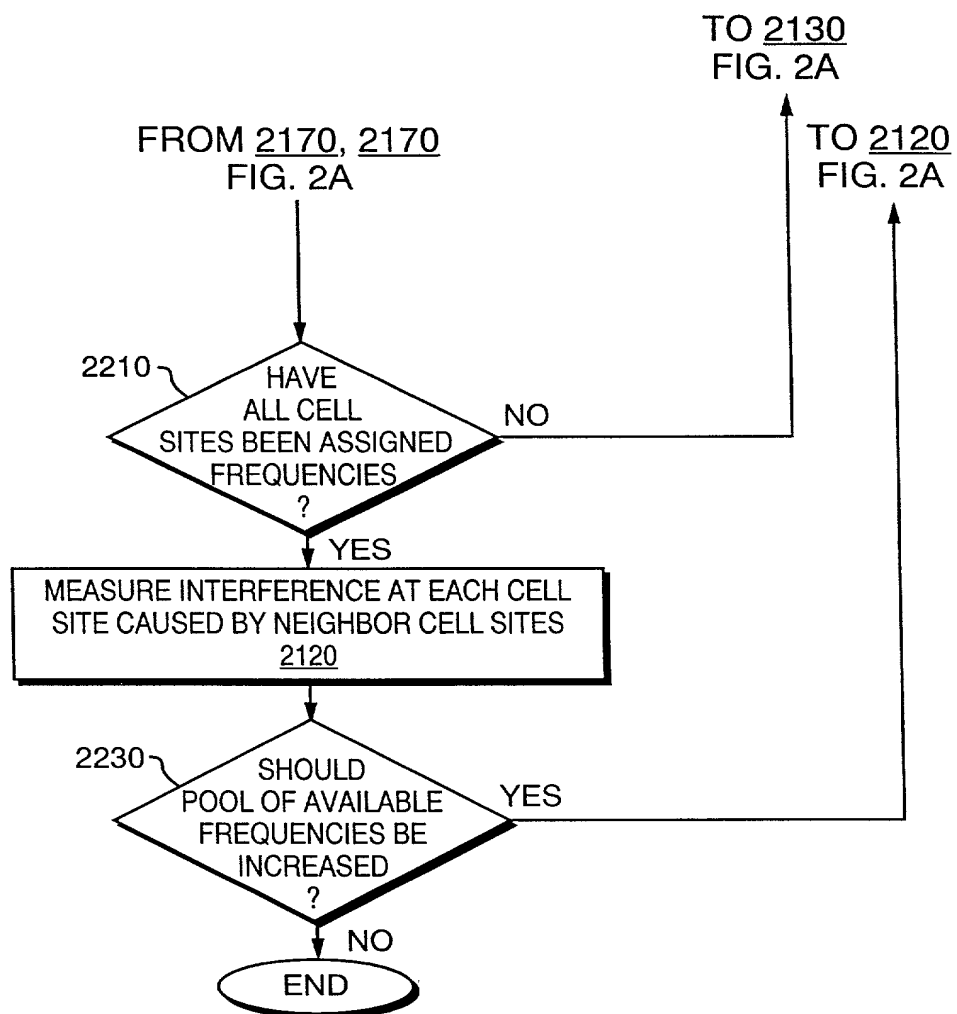 TO 2130
FIG. 2A
TO 2120
FIG. 2A
FROM 2170, 2170
FIG. 2A
2210
HAVE
ALL CELL
SITES BEEN ASSIGNED
FREQUENCIES
?
NO
YES
MEASURE INTERFERENCE AT EACH CELL
SITE CAUSED BY NEIGHBOR CELL SITES
2120
2230
SHOULD
POOL OF AVAILABLE
FREQUENCIES BE
INCREASED
?
YES
NO
END